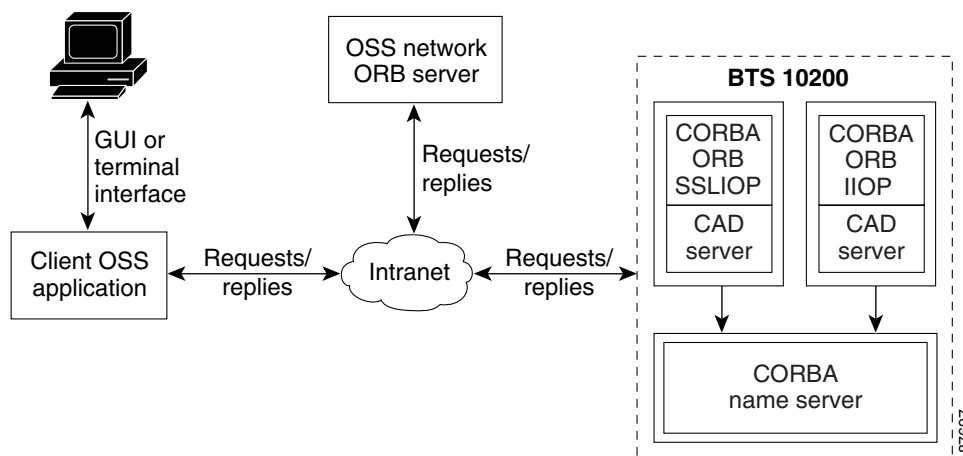 OSS network
ORB server
BTS 10200
CORBA
ORB
SSLIOP
CAD
server
CORBA
ORB
IIOP
CAD
server
GUI or
terminal
interface
Requests/
replies
Client OSS
application
Requests/
replies
Intranet
Requests/
replies
CORBA
name server